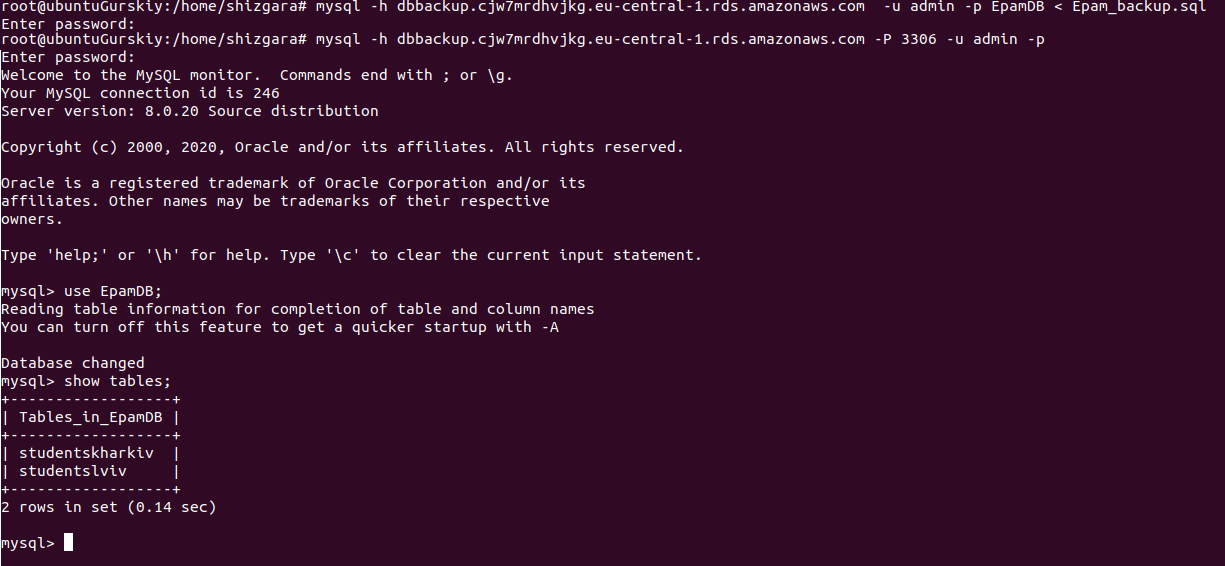 root@ubuntuGurskiy:/home/shizgara# mysql -h dbbackup.cjw7mrdhvjkg.eu-central-1.rds.amazonaws.com  -u admin -p EpamDB < Epam_backup.sql
Enter password:
root@ubuntuGurskiy:/home/shizgara# mysql -h dbbackup.cjw7mrdhvjkg.eu-central-1.rds.amazonaws.com -P 3306 -u admin -p
Enter password:
Welcome to the MySQL monitor.  Commands end with ; or \g.
Your MySQL connection id is 246
Server version: 8.0.20 Source distribution

Copyright (c) 2000, 2020, Oracle and/or its affiliates. All rights reserved.

Oracle is a registered trademark of Oracle Corporation and/or its
affiliates. Other names may be trademarks of their respective
owners.

Type 'help;' or '\h' for help. Type '\c' to clear the current input statement.

mysql> use EpamDB;
Reading table information for completion of table and column names
You can turn off this feature to get a quicker startup with -A

Database changed
mysql> show tables;
+------------------+
| Tables_in_EpamDB |
+------------------+
| studentskharkiv  |
| studentslviv     |
+------------------+
2 rows in set (0.14 sec)

mysql>